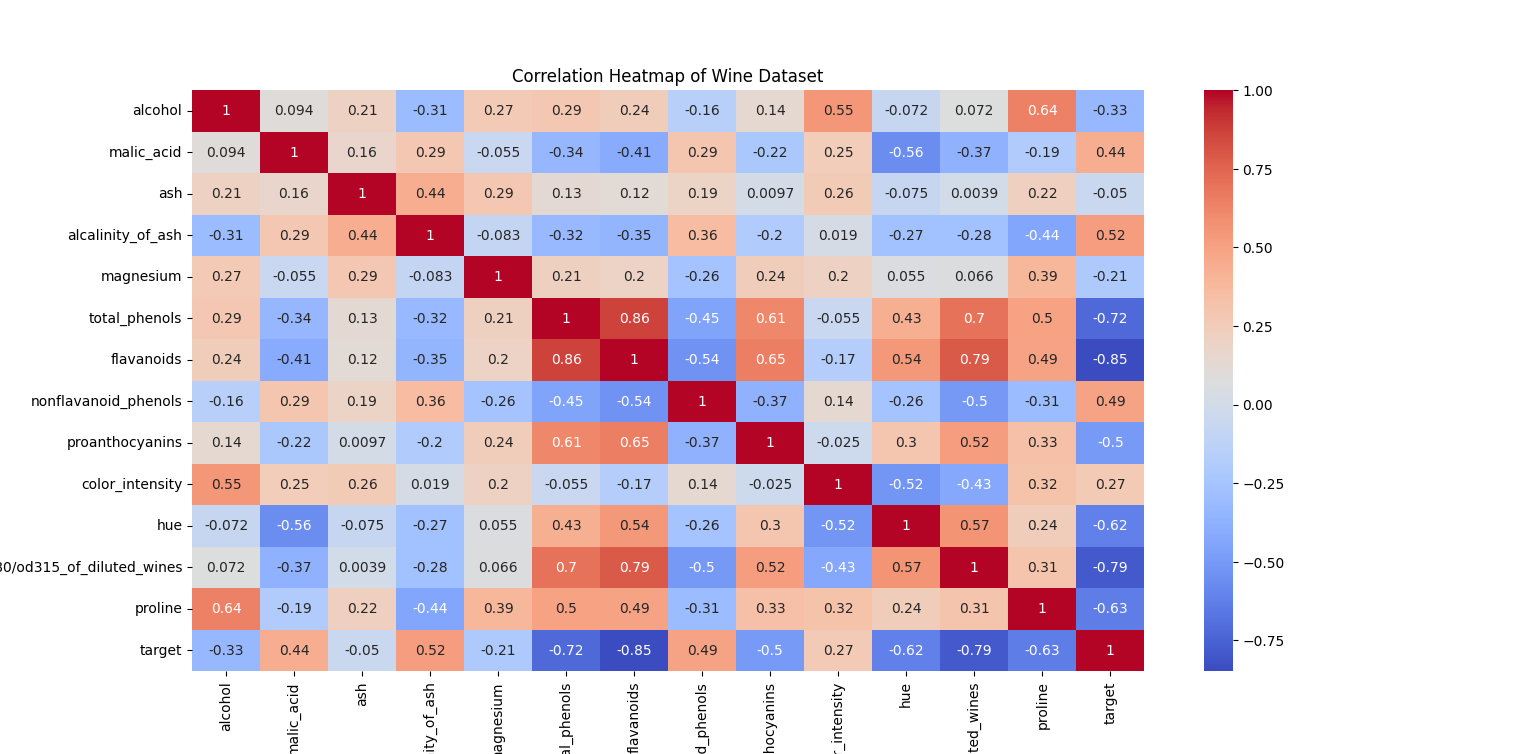 Correlation Heatmap of Wine Dataset
alcohol 1 0.094 0.21 -0.31 0.27 0.29 0.24 -0.16 0.14 0.55 -0.072 0.072 0.64 -0.33
malic_acid 0.094 1 0.16 0.29 -0.055 -0.34 -0.41 0.29 -0.22 0.25 -0.56 -0.37 -0.19 0.44
ash 0.21 0.16 1 0.44 0.29 0.13 0.12 0.19 0.0097 0.26 -0.075 0.0039 0.22 -0.05
alcalinity_of_ash -0.31 0.29 0.44 1 -0.083 -0.32 -0.35 0.36 -0.2 0.019 -0.27 -0.28 -0.44 0.52
magnesium 0.27 -0.055 0.29 -0.083 1 0.21 0.2 -0.26 0.24 0.2 0.055 0.066 0.39 -0.21
total_phenols 0.29 -0.34 0.13 -0.32 0.21 1 0.86 -0.45 0.61 -0.055 0.43 0.7 0.5 -0.72
flavanoids 0.24 -0.41 0.12 -0.35 0.2 0.86 1 -0.54 0.65 -0.17 0.54 0.79 0.49 -0.85
nonflavanoid_phenols -0.16 0.29 0.19 0.36 -0.26 -0.45 -0.54 1 -0.37 0.14 -0.26 -0.5 -0.31 0.49
proanthocyanins 0.14 -0.22 0.0097 -0.2 0.24 0.61 0.65 -0.37 1 -0.025 0.3 0.52 0.33 -0.5
color_intensity 0.55 0.25 0.26 0.019 0.2 -0.055 -0.17 0.14 -0.025 1 -0.52 -0.43 0.32 0.27
hue -0.072 -0.56 -0.075 -0.27 0.055 0.43 0.54 -0.26 0.3 -0.52 1 0.57 0.24 -0.62
30/od315_of_diluted_wines 0.072 -0.37 0.0039 -0.28 0.066 0.7 0.79 -0.5 0.52 -0.43 0.57 1 0.31 -0.79
proline 0.64 -0.19 0.22 -0.44 0.39 0.5 0.49 -0.31 0.33 0.32 0.24 0.31 1 -0.63
target -0.33 0.44 -0.05 0.52 -0.21 -0.72 -0.85 0.49 -0.5 0.27 -0.62 -0.79 -0.63 1
alcohol
malic_acid
ash
ity_of_ash
agnesium
al_phenols
flavanoids
d_phenols
hocyanins
r_intensity
hue
ted_wines
proline
target
1.00
0.75
0.50
0.25
0.00
−0.25
−0.50
−0.75